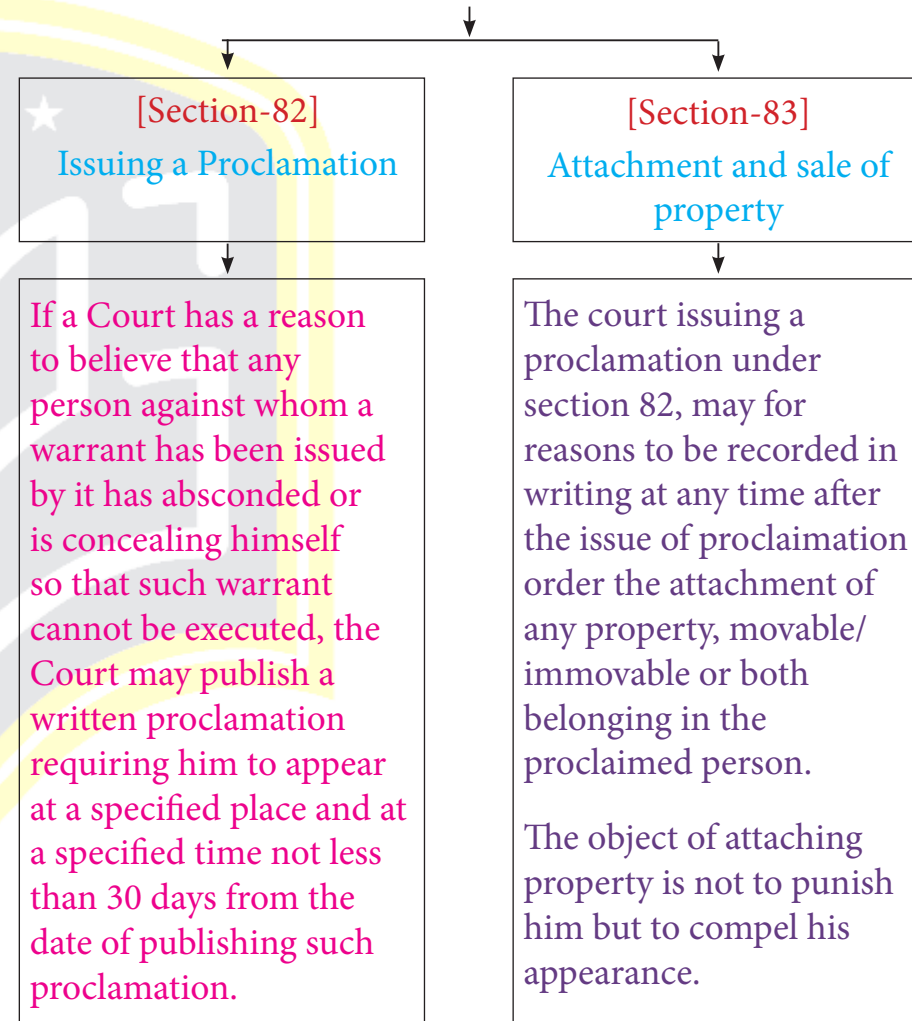 [Section-82]
Issuing a Proclamation
If a Court has a reason
to believe that any
person against whom a
warrant has been issued
by it has absconded or
is concealing himself
so that such warrant
cannot be executed, the
Court may publish a
written proclamation
requiring him to appear
at a specified place and at
a specified time not less
than 30 days from the
date of publishing such
proclamation.
[Section-83]
Attachment and sale of
property
The court issuing a
proclamation under
section 82, may for
reasons to be recorded in
writing at any time after
the issue of proclaimation
order the attachment of
any property, movable/
immovable or both
belonging in the
proclaimed person.
The object of attaching
property is not to punish
him but to compel his
appearance.